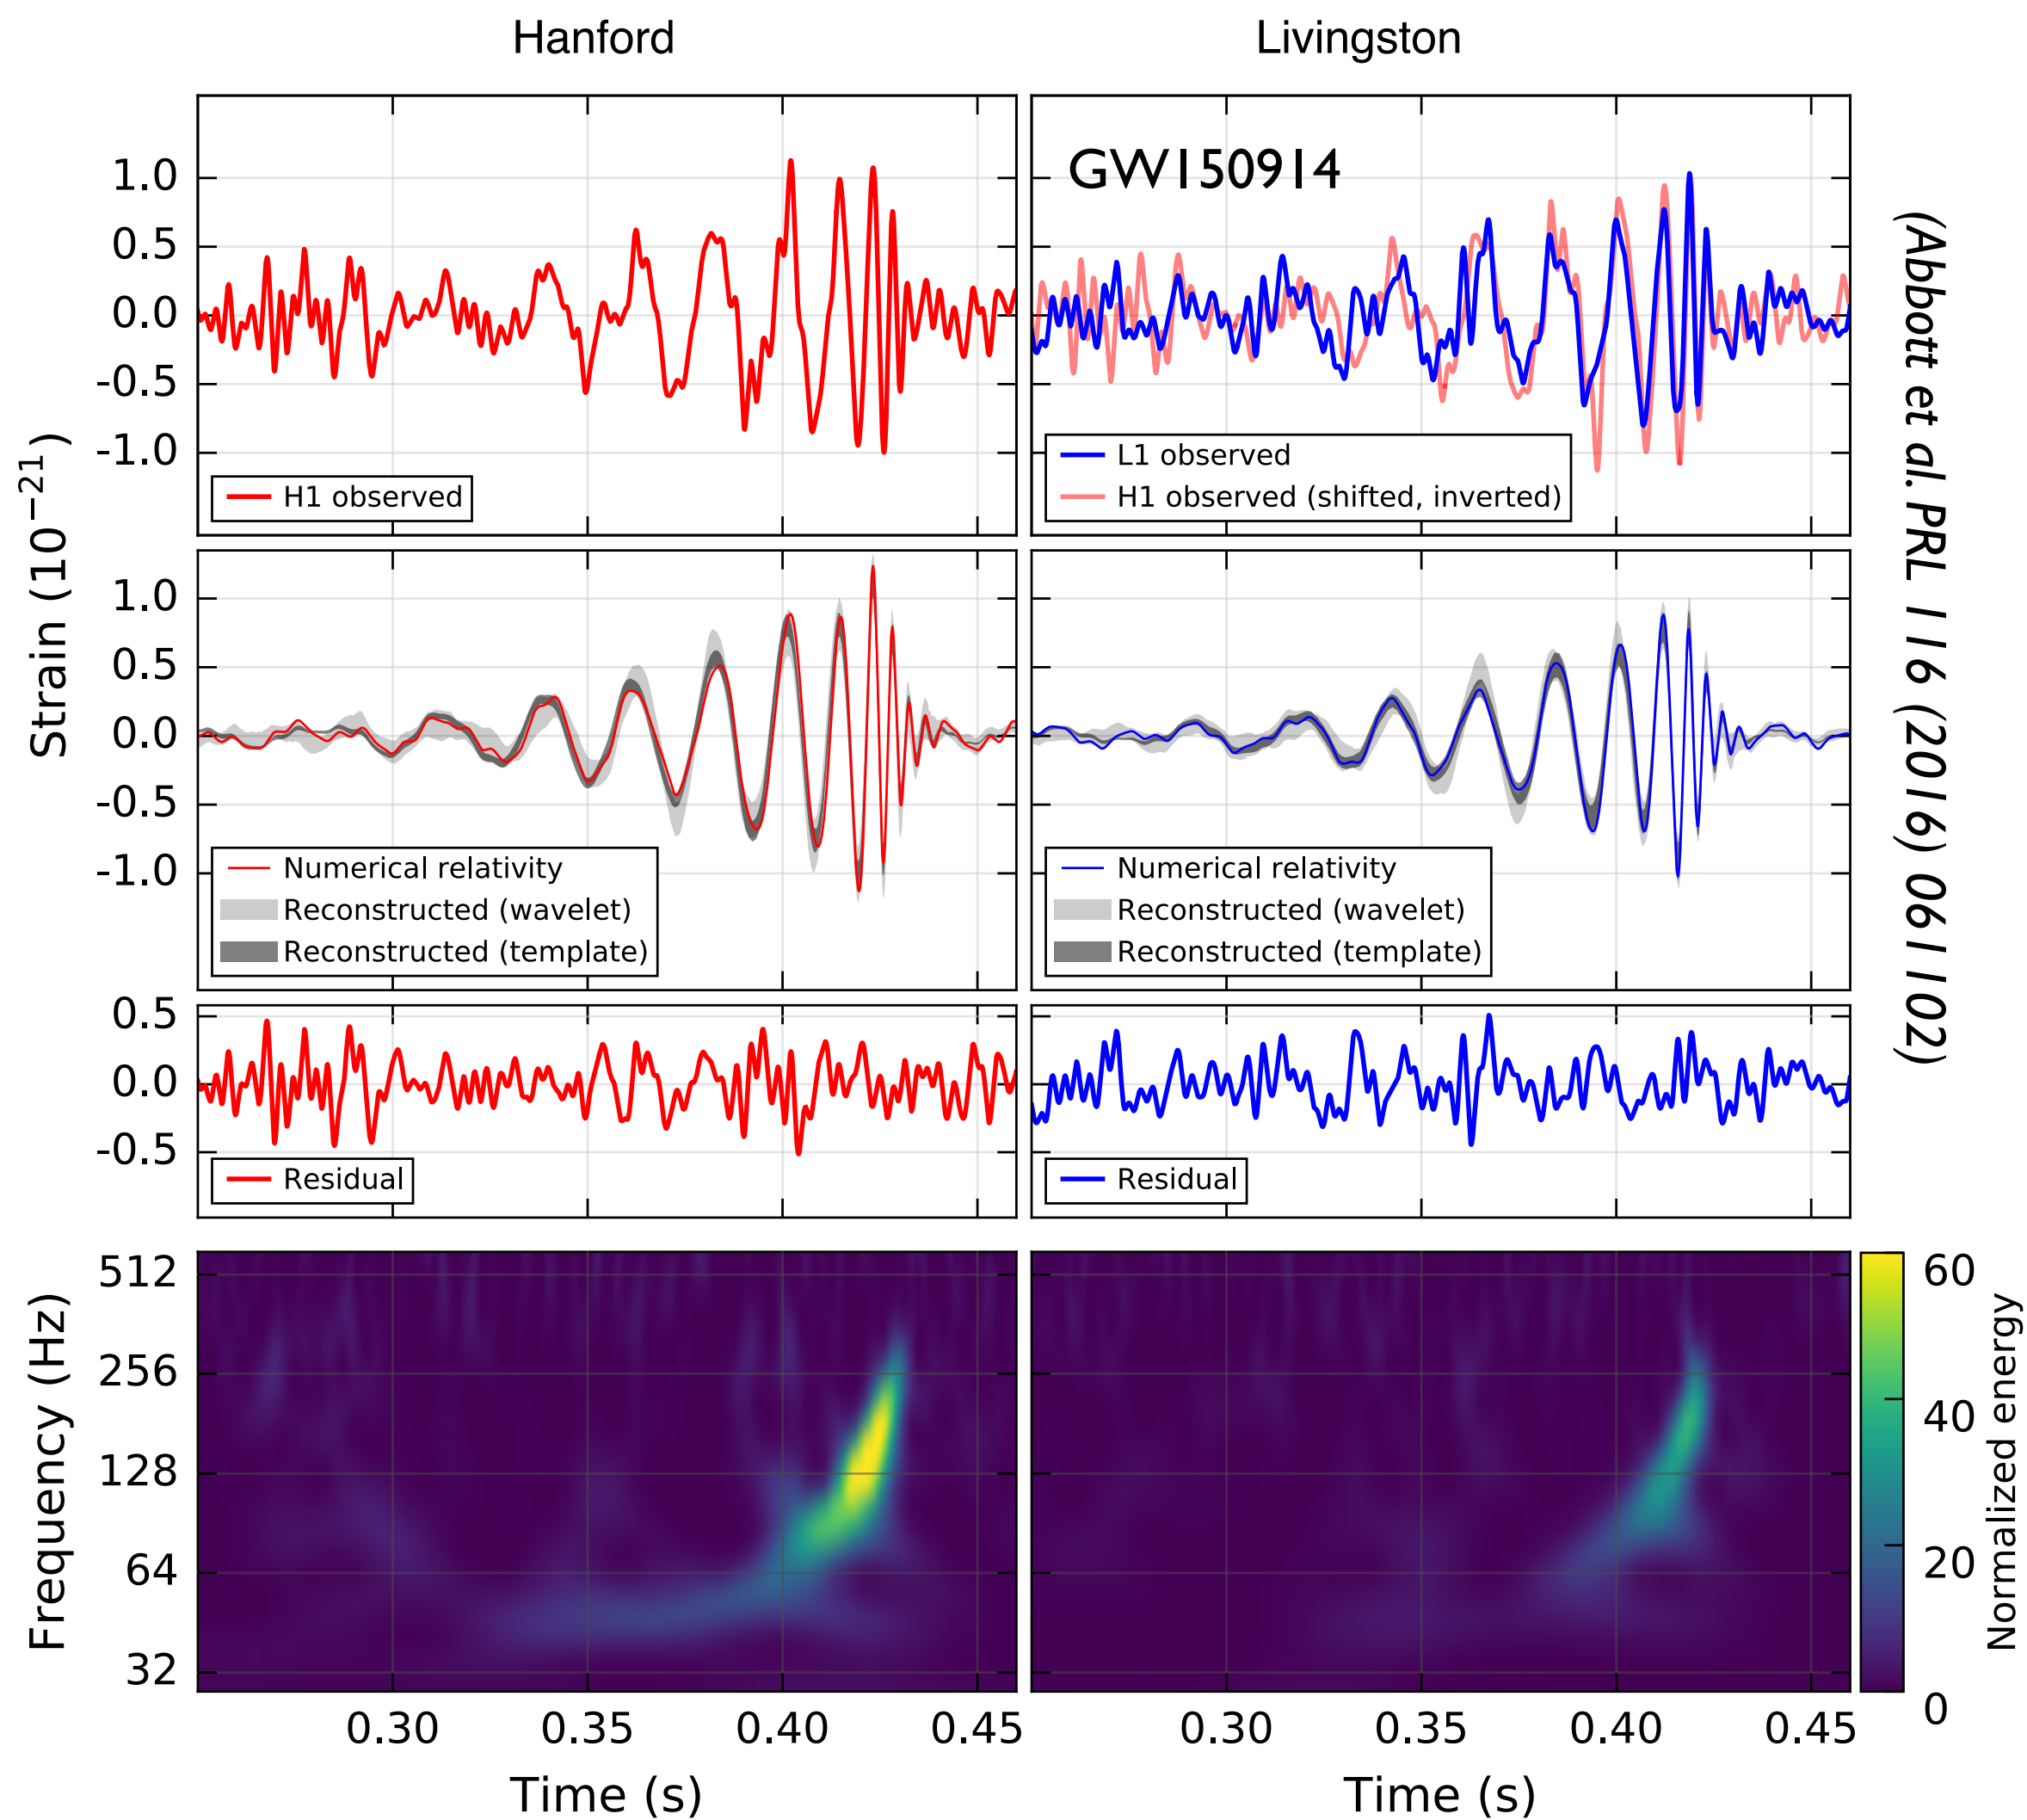 Hanford
Livingston
Strain (10⁻²¹)
1.0
0.5
0.0
-0.5
-1.0
H1 observed
GW150914
L1 observed
H1 observed (shifted, inverted)
(Abbott et al. PRL 116 (2016) 061102)
1.0
0.5
0.0
-0.5
-1.0
Numerical relativity
Reconstructed (wavelet)
Reconstructed (template)
Numerical relativity
Reconstructed (wavelet)
Reconstructed (template)
0.5
0.0
-0.5
Residual
Residual
Frequency (Hz)
512
256
128
64
32
60
40
20
0
Normalized energy
0.30 0.35 0.40 0.45
0.30 0.35 0.40 0.45
Time (s)
Time (s)